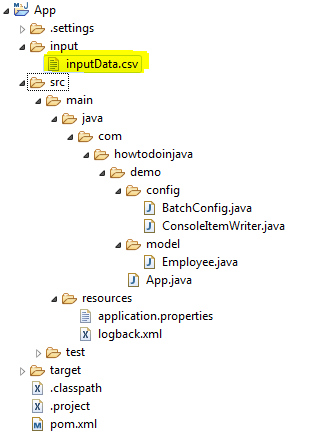 App
.settings
input
inputData.csv
src
main
java
com
howtodoinjava
demo
config
BatchConfig.java
ConsoleItemWriter.java
model
Employee.java
App.java
resources
application.properties
logback.xml
test
target
.classpath
.project
pom.xml